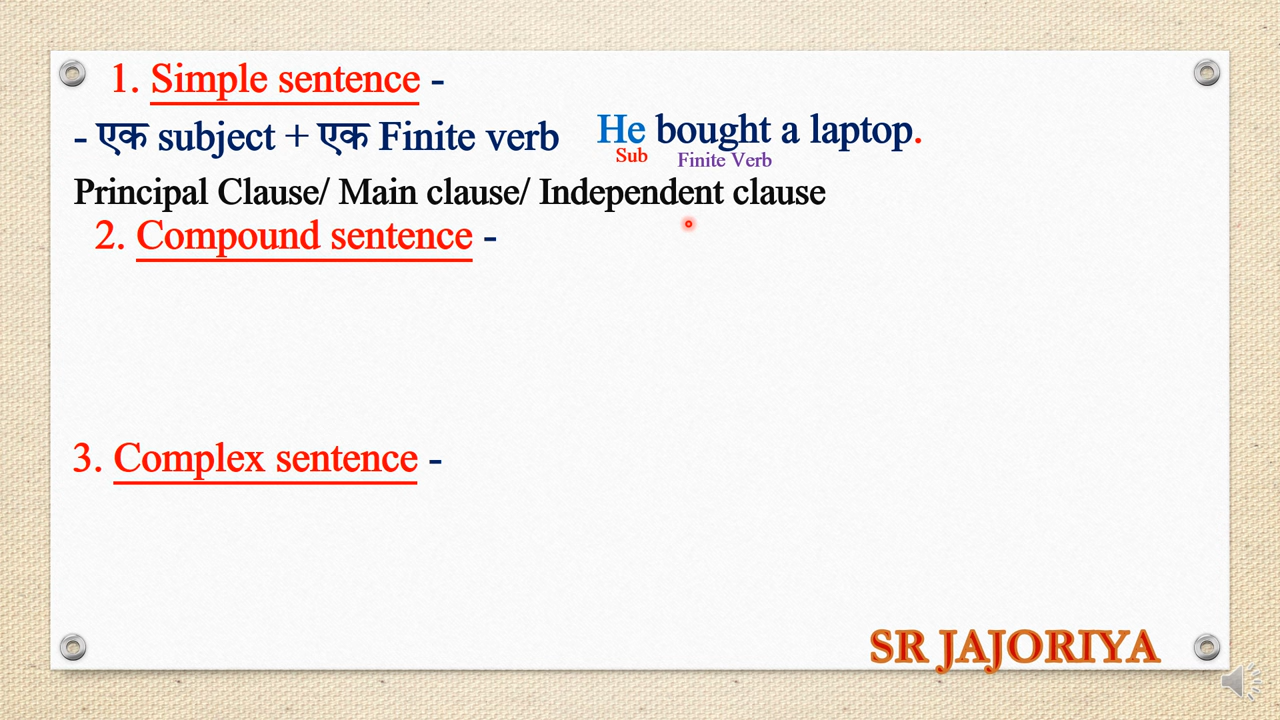 1. Simple sentence -
- एक subject + एक Finite verb He bought a laptop.
Sub Finite Verb
Principal Clause/ Main clause/ Independent clause
2. Compound sentence -
3. Complex sentence -
SR JAJORIYA